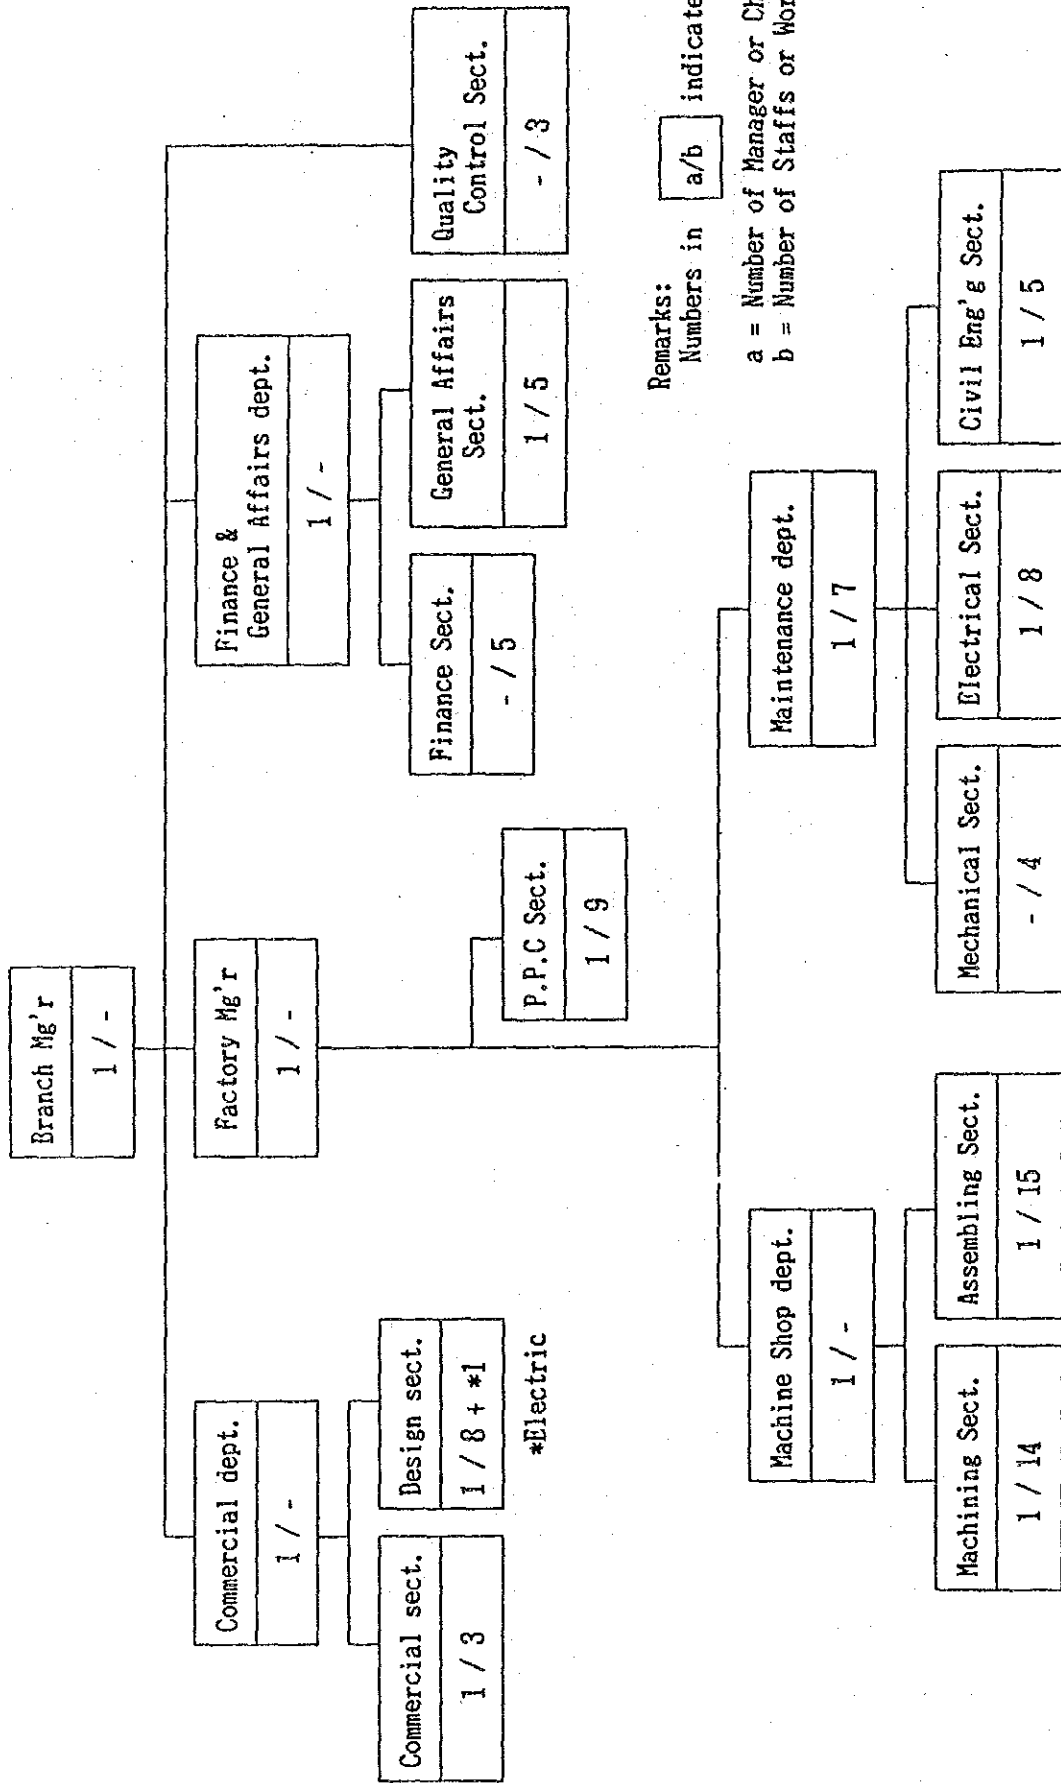 Branch Mg'r
1 / -
Commercial dept.
1 / -
Factory Mg'r
1 / -
Finance &
General Affairs dept.
1 / -
Commercial sect.
1 / 3
Design sect.
1 / 8 + *1
*Electric
P.P.C Sect.
1 / 9
Finance Sect.
- / 5
General Affairs
Sect.
1 / 5
Quality
Control Sect.
- / 3
Remarks:
Numbers in a/b indicate
a = Number of Manager or
b = Number of Staffs or
Machine Shop dept.
1 / -
Maintenance dept.
1 / 7
Machining Sect.
1 / 14
Assembling Sect.
1 / 15
Mechanical Sect.
- / 4
Electrical Sect.
1 / 8
Civil Eng'g Sect.
1 / 5